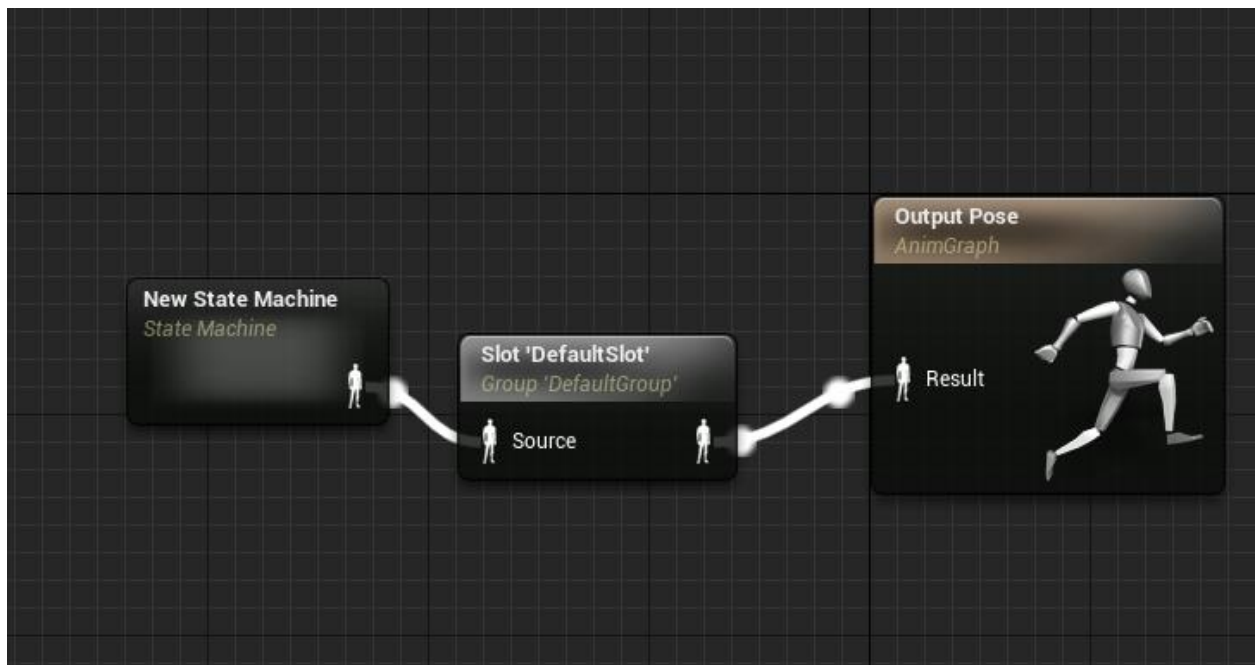 New State Machine
State Machine
Slot 'DefaultSlot'
Group 'DefaultGroup'
Source
Output Pose
AnimGraph
Result